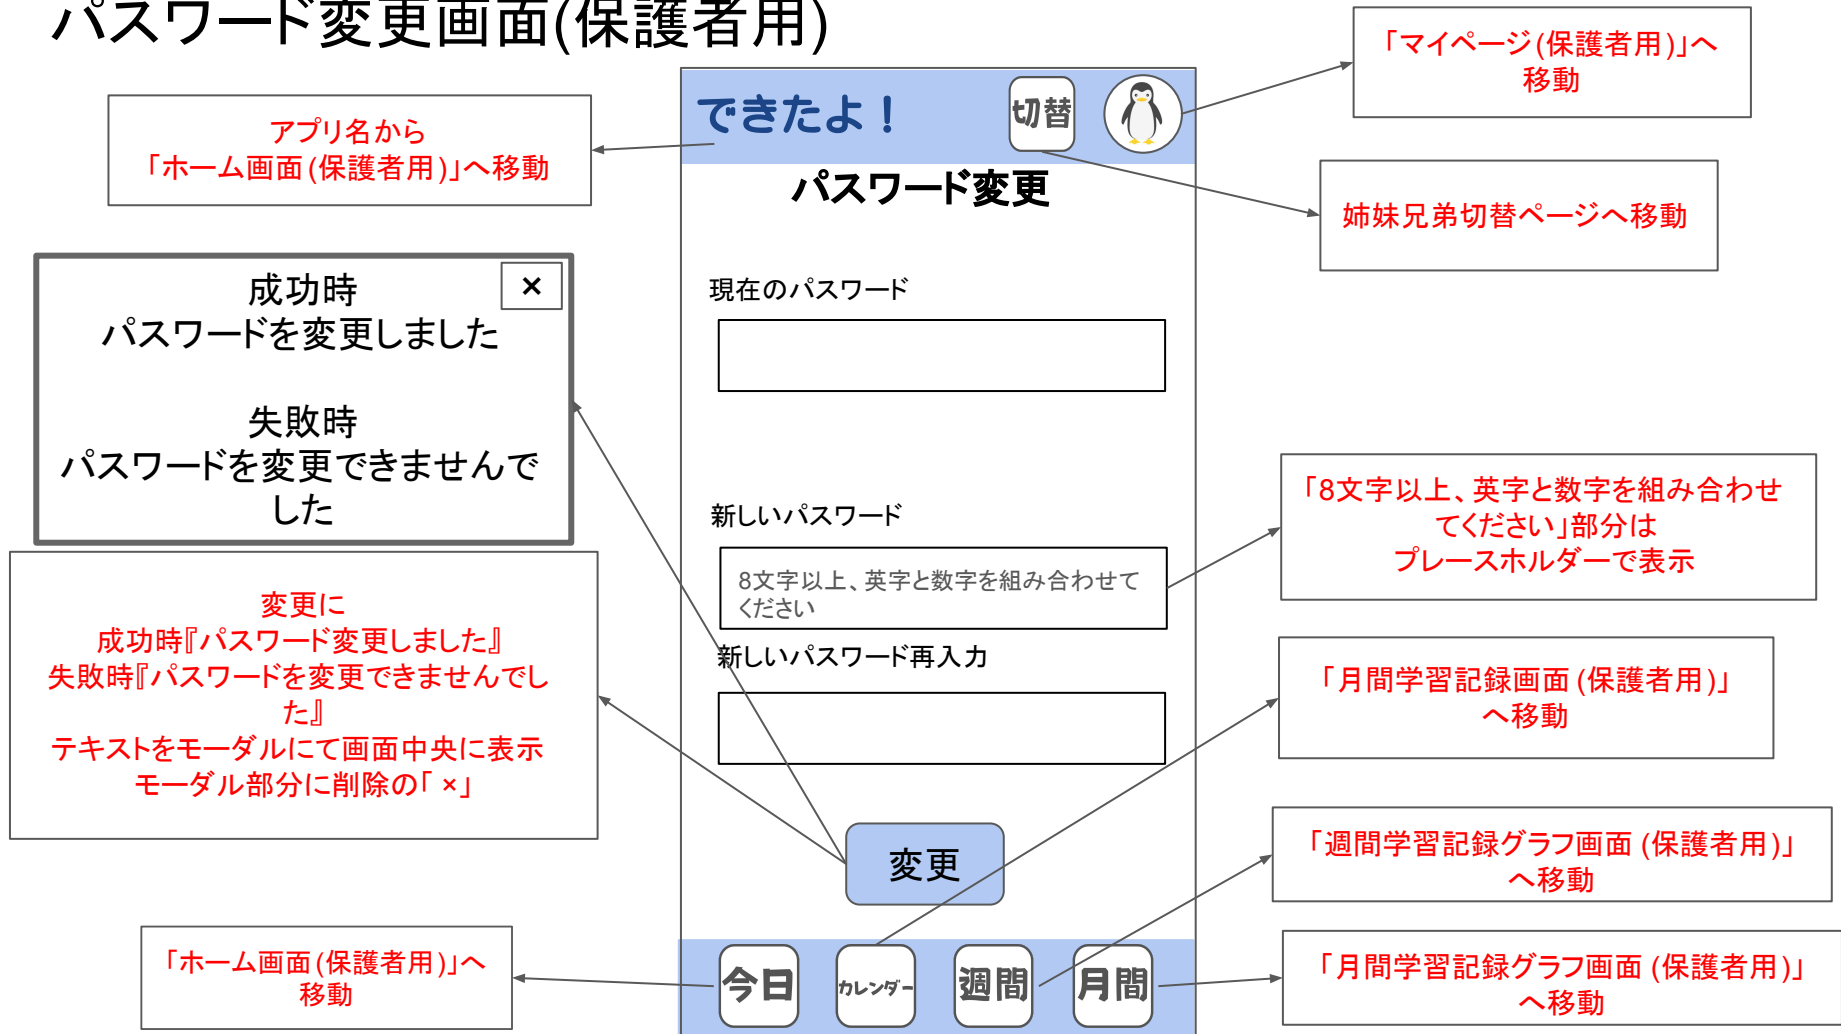 パスワード変更画面(保護者用)
「マイページ(保護者用)」へ
移動
アプリ名から
「ホーム画面(保護者用)」へ移動
できたよ！
切替
姉妹兄弟切替ページへ移動
パスワード変更
×
成功時
パスワードを変更しました
失敗時
パスワードを変更できませんで
した
現在のパスワード
新しいパスワード
8文字以上、英字と数字を組み合わせて
ください
「8文字以上、英字と数字を組み合わせ
てください」部分は
プレースホルダーで表示
変更に
成功時『パスワード変更しました』
失敗時『パスワードを変更できませんでし
た』
テキストをモーダルにて画面中央に表示
モーダル部分に削除の「×」
新しいパスワード再入力
「月間学習記録画面(保護者用)」
へ移動
変更
「週間学習記録グラフ画面(保護者用)」
へ移動
「ホーム画面(保護者用)」へ
移動
今日
カレンダー
週間
月間
「月間学習記録グラフ画面(保護者用)」
へ移動